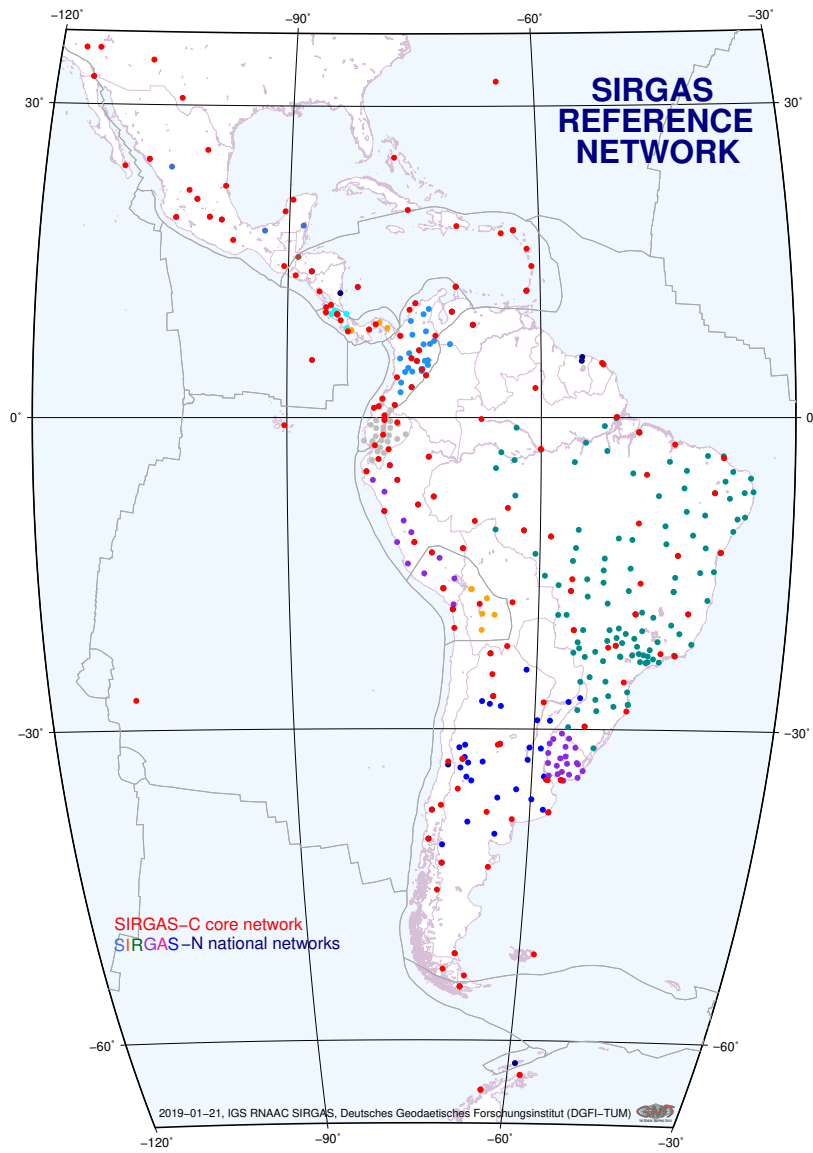 −120˚
−90˚
−60˚
−30˚
30˚
30˚
SIRGAS
REFERENCE
NETWORK
0˚
0
−30˚
−30˚
SIRGAS−C core network
SIRGAS−N national networks
−60˚
−60˚
2019−01−21, IGS RNAAC SIRGAS, Deutsches Geodaetisches Forschungsinstitut (DGFI−TUM)
−120˚
−90˚
−60˚
−30˚